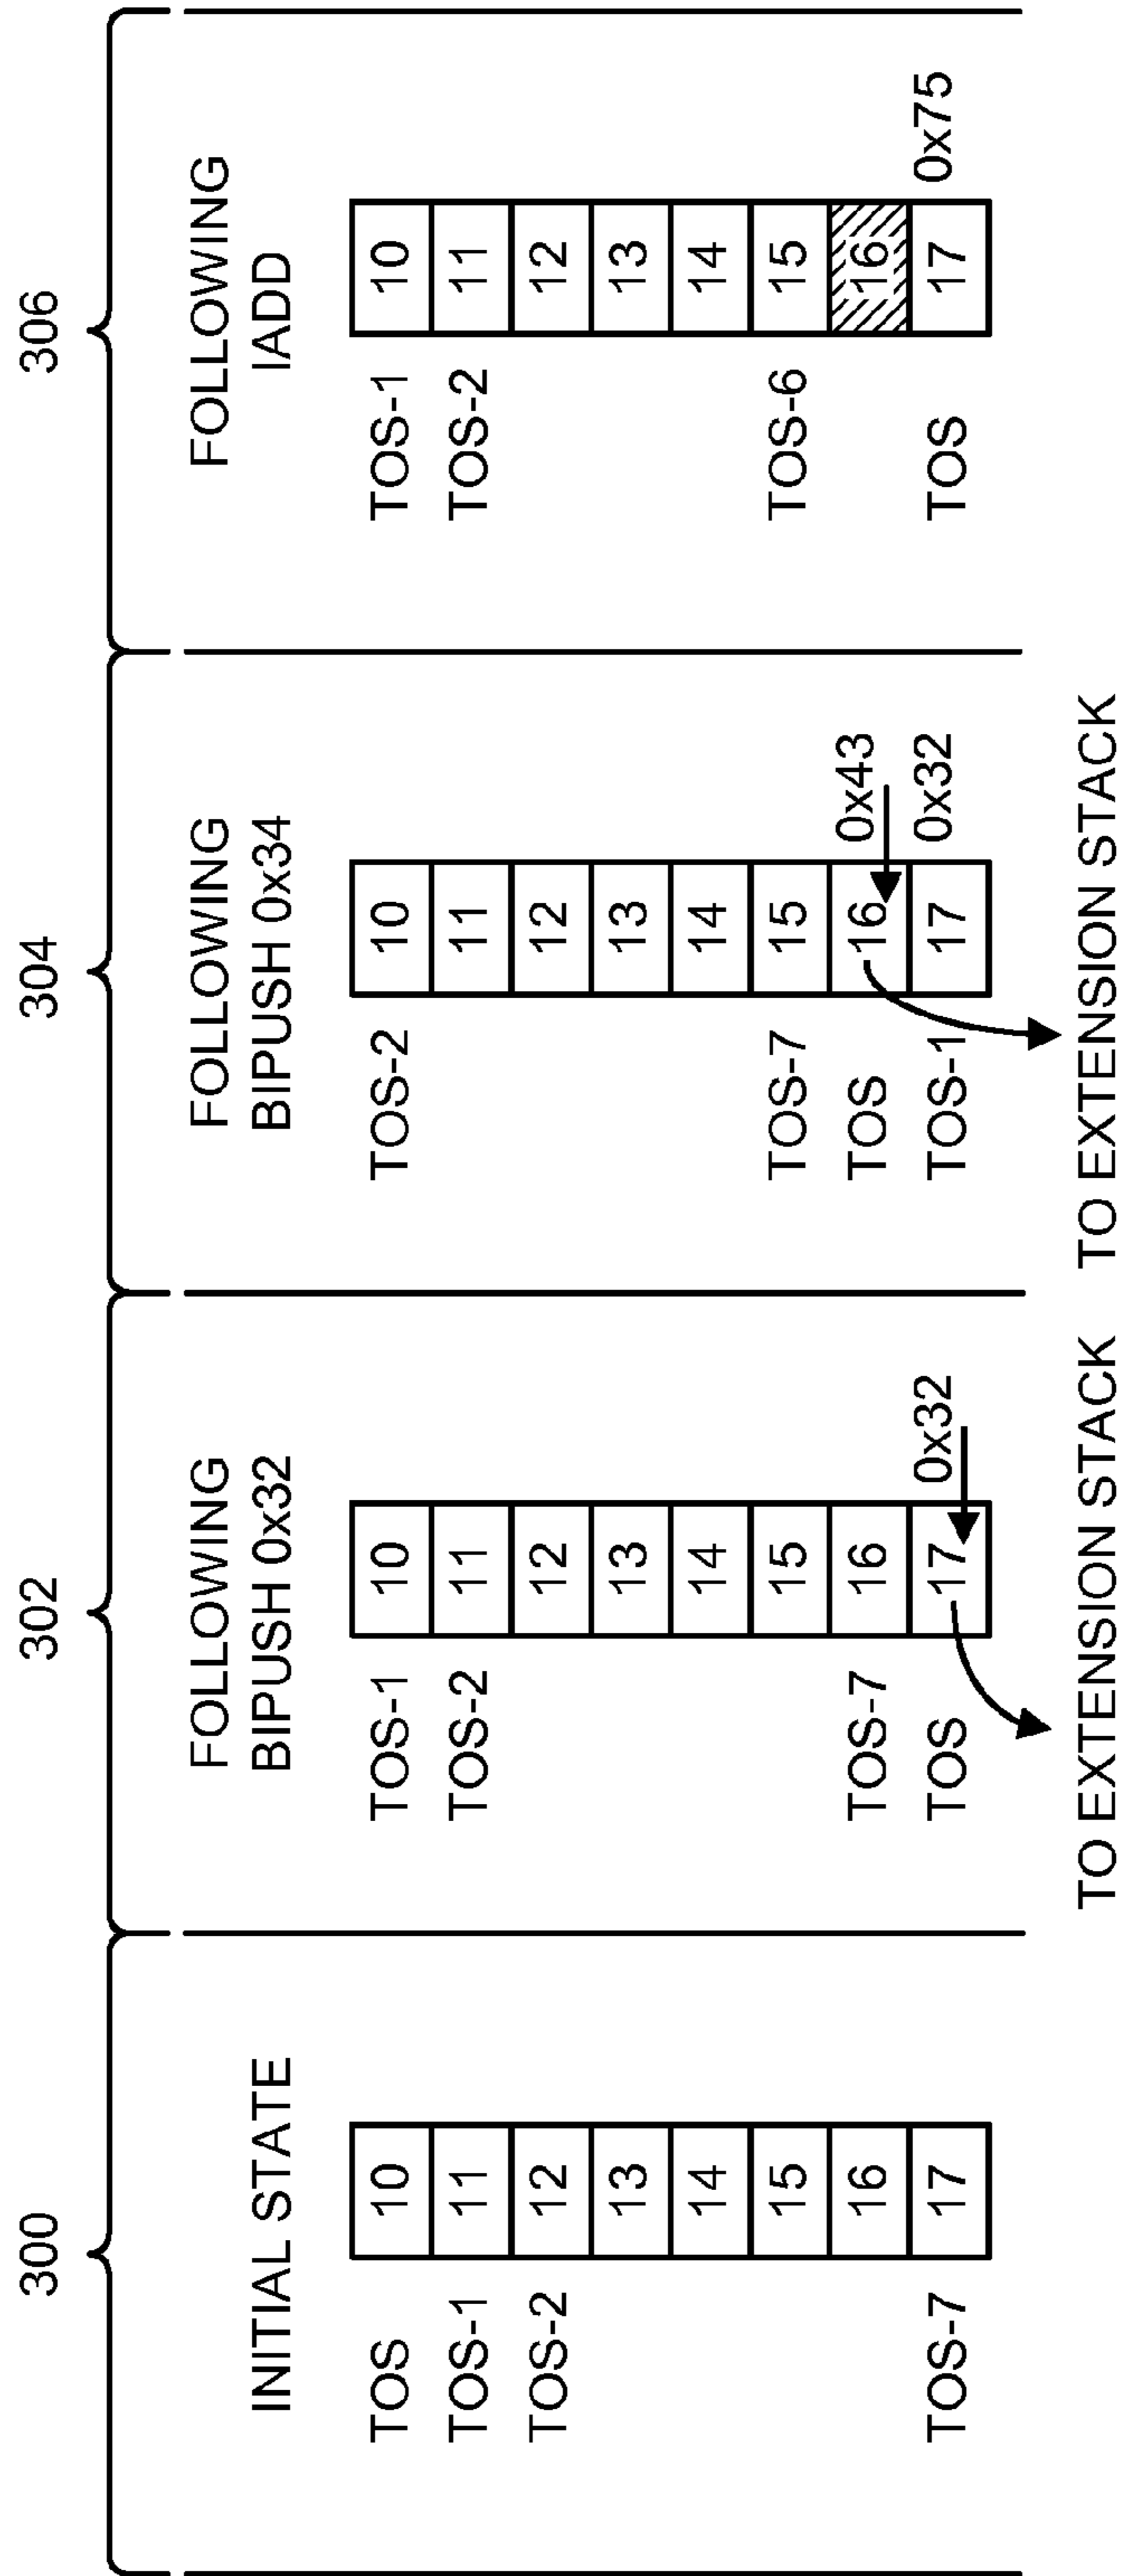 300
INITIAL STATE
TOS 10
TOS-1 11
TOS-2 12
13
14
15
16
TOS-7 17
302
FOLLOWING
BIPUSH 0x32
TOS-1 10
TOS-2 11
12
13
14
15
TOS-7 16
TOS 17 0x32
TO EXTENSION STACK
304
FOLLOWING
BIPUSH 0x34
TOS-2 10
11
12
13
14
TOS-7 15
TOS 16 0x43
TOS-1 17 0x32
TO EXTENSION STACK
306
FOLLOWING
IADD
TOS-1 10
TOS-2 11
12
13
14
TOS-6 15
16
TOS 17 0x75